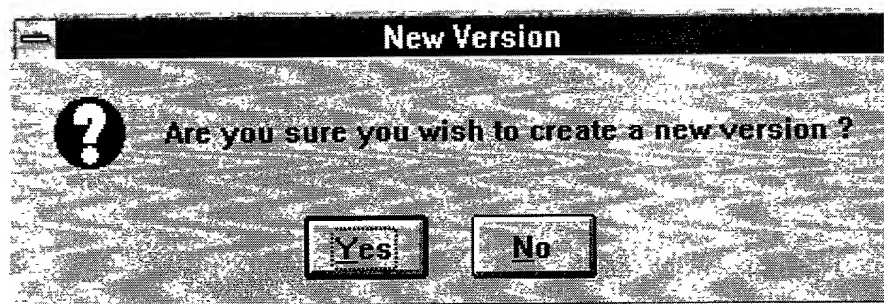 New Version
?
Are you sure you wish to create a new version ?
Yes
No